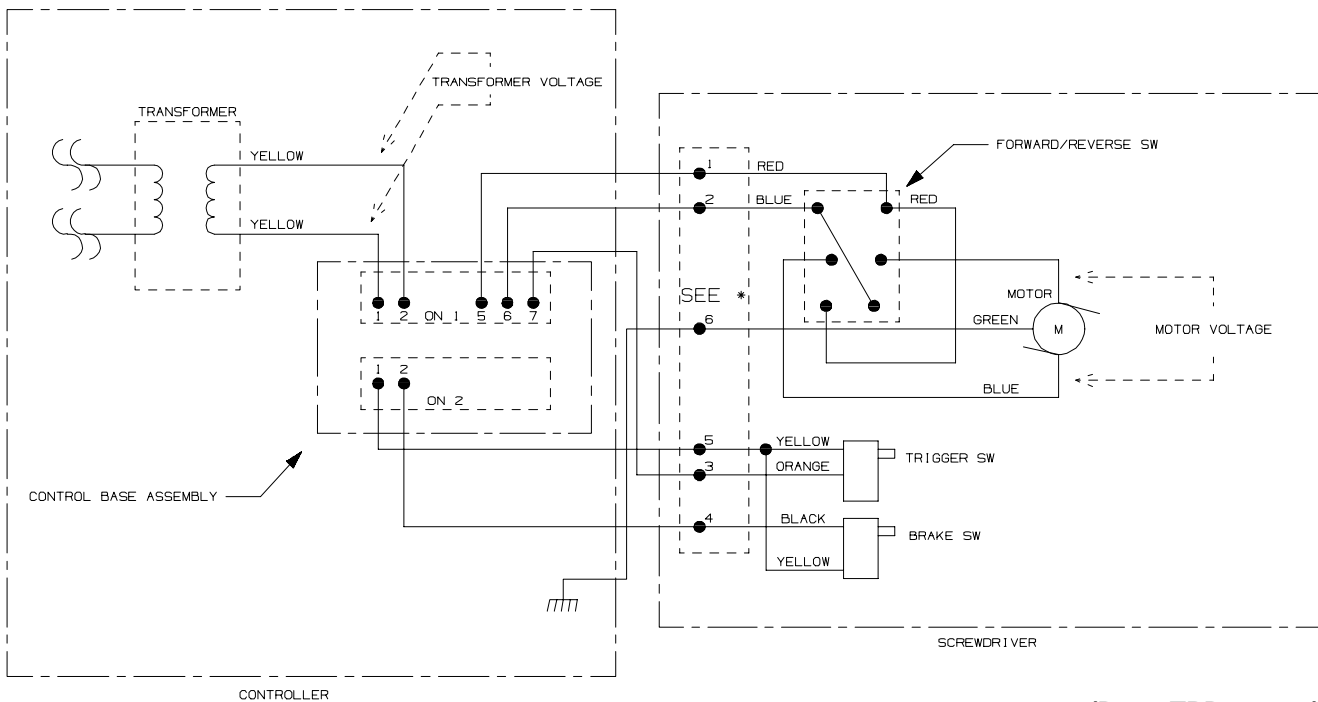 TRANSFORMER VOLTAGE
TRANSFORMER
YELLOW
YELLOW
1 2 ON 1 5 6 7
1 2
ON 2
CONTROL BASE ASSEMBLY
CONTROLLER
FORWARD/REVERSE SW
1 RED
2 BLUE
RED
SEE *
6
MOTOR
GREEN
M
MOTOR VOLTAGE
BLUE
5 YELLOW
3 ORANGE
TRIGGER SW
4 BLACK
BRAKE SW
YELLOW
SCREWDRIVER